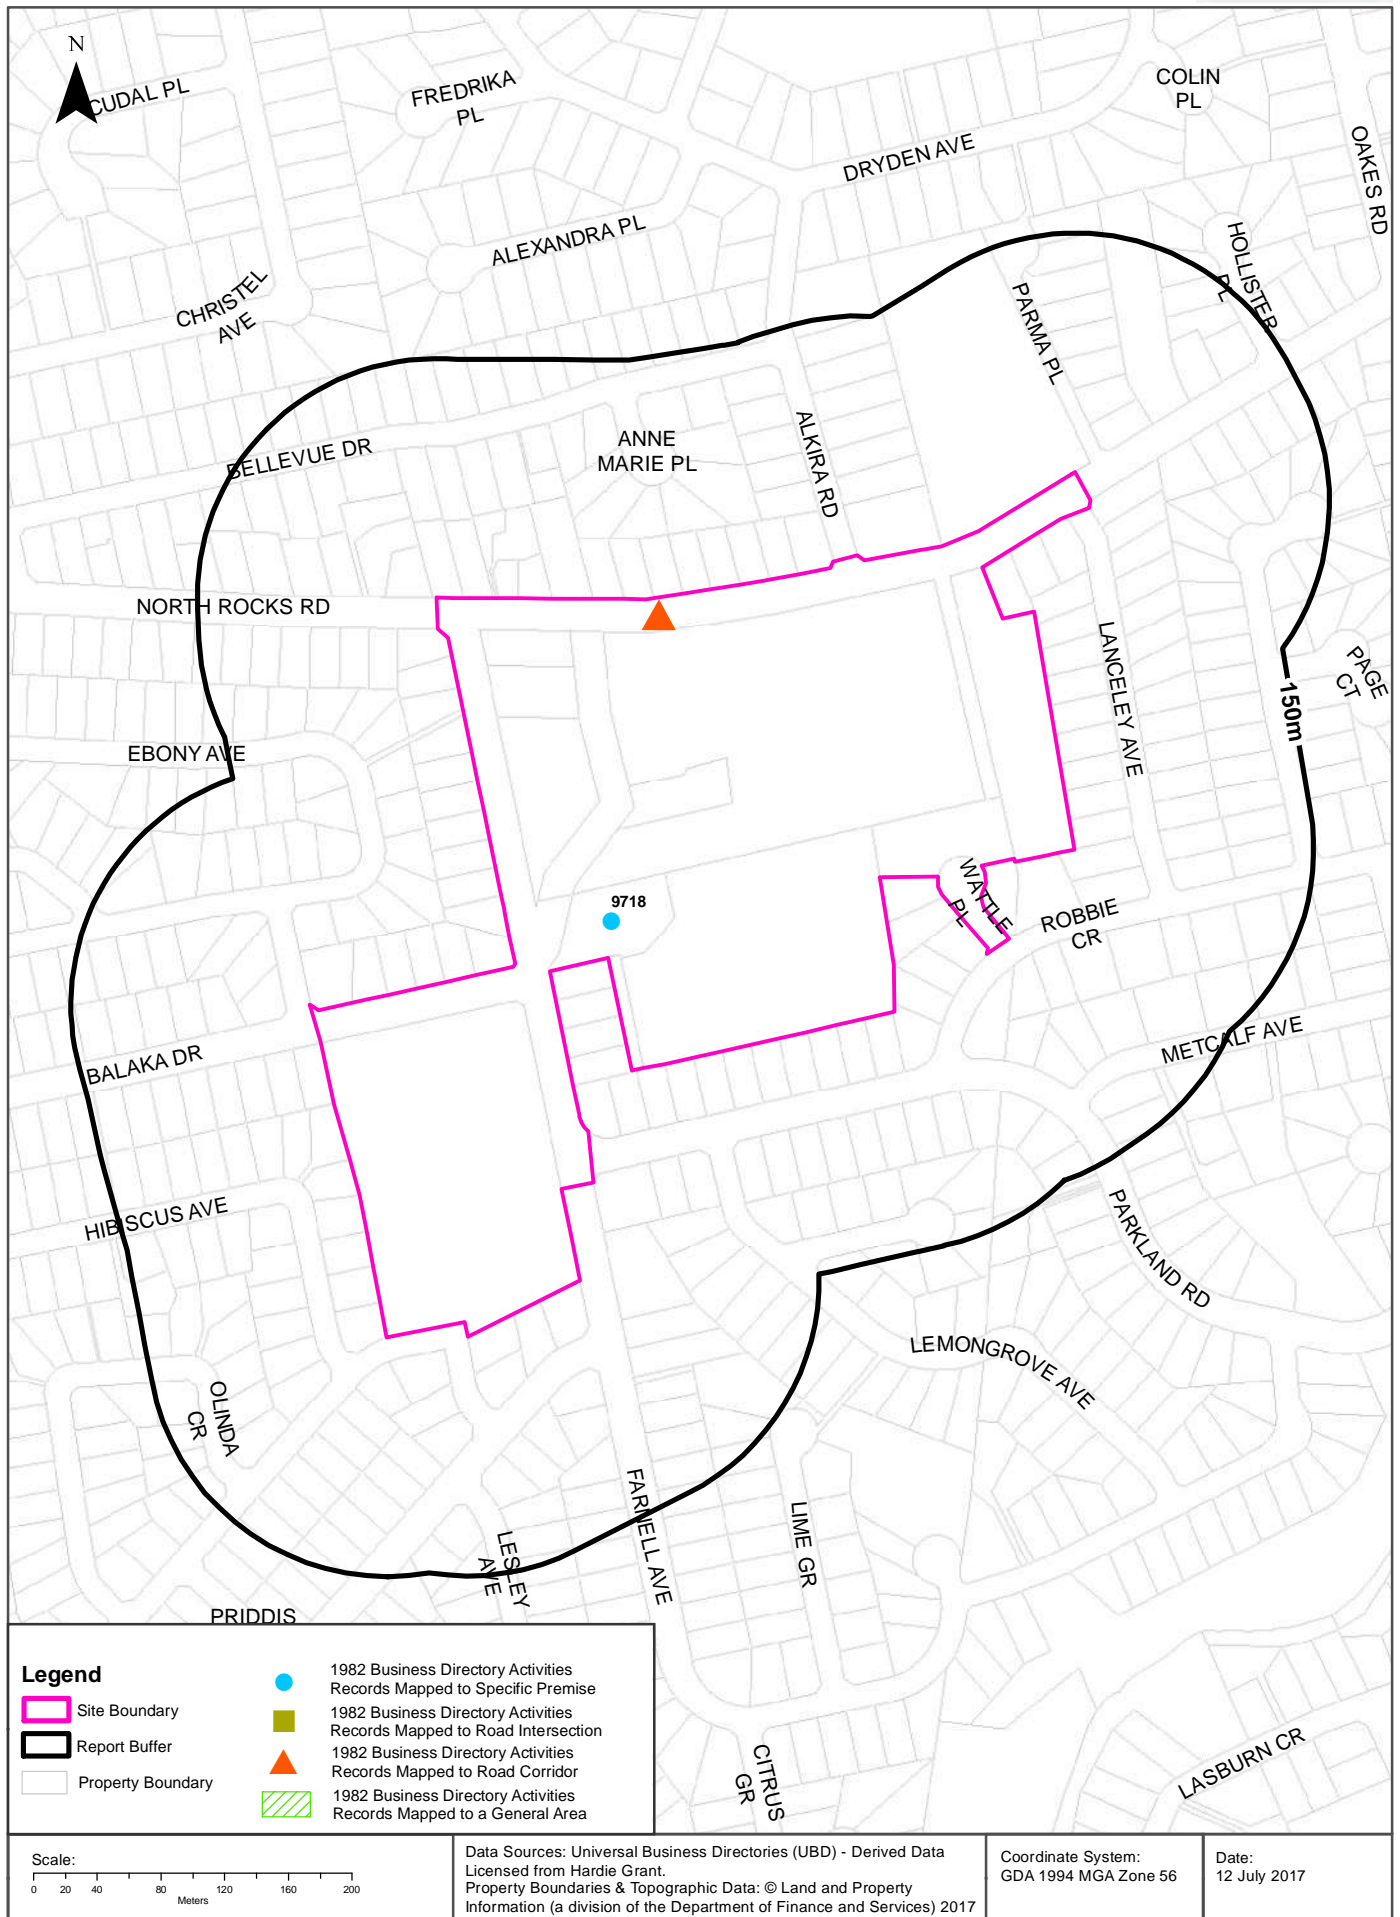 N
CUDAL PL
FREDRIKA
PL
COLIN
PL
DRYDEN AVE
OAKES RD
ALEXANDRA PL
HOLLISTER
PL
CHRISTEL
AVE
PARMA PL
BELLEVUE DR
ANNE
MARIE PL
ALKIRA RD
NORTH ROCKS RD
LANCELEY AVE
PAGE
CT
150m
EBONY AVE
9718
WATTLE
PL
ROBBIE
CR
BALAKA DR
METCALF AVE
HIBISCUS AVE
PARKLAND RD
LEMONGROVE AVE
OLINDA
CR
FARNELL AVE
LIME GR
LESLEY
AVE
PRIDDIS
CITRUS
GR
LASBURN CR
Legend
Site Boundary
Report Buffer
Property Boundary
1982 Business Directory Activities
Records Mapped to Specific Premise
1982 Business Directory Activities
Records Mapped to Road Intersection
1982 Business Directory Activities
Records Mapped to Road Corridor
1982 Business Directory Activities
Records Mapped to a General Area
Scale:
0 20 40 80 120 160 200
Meters
Data Sources: Universal Business Directories (UBD) - Derived Data
Licensed from Hardie Grant.
Property Boundaries & Topographic Data: © Land and Property
Information (a division of the Department of Finance and Services) 2017
Coordinate System:
GDA 1994 MGA Zone 56
Date:
12 July 2017